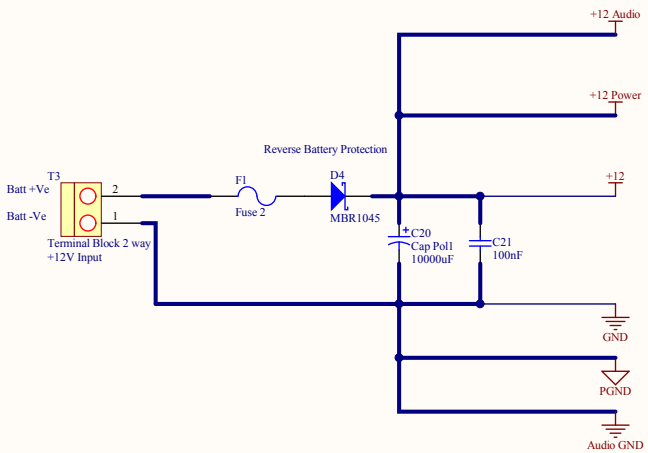 +12 Audio
+12 Power
Reverse Battery Protection
T3
F1
D4
+12
Batt +Ve
2
Fuse 2
MBR1045
Batt -Ve
1
+
C20
Cap Pol1
10000uF
C21
100nF
Terminal Block 2 way
+12V Input
GND
PGND
Audio GND